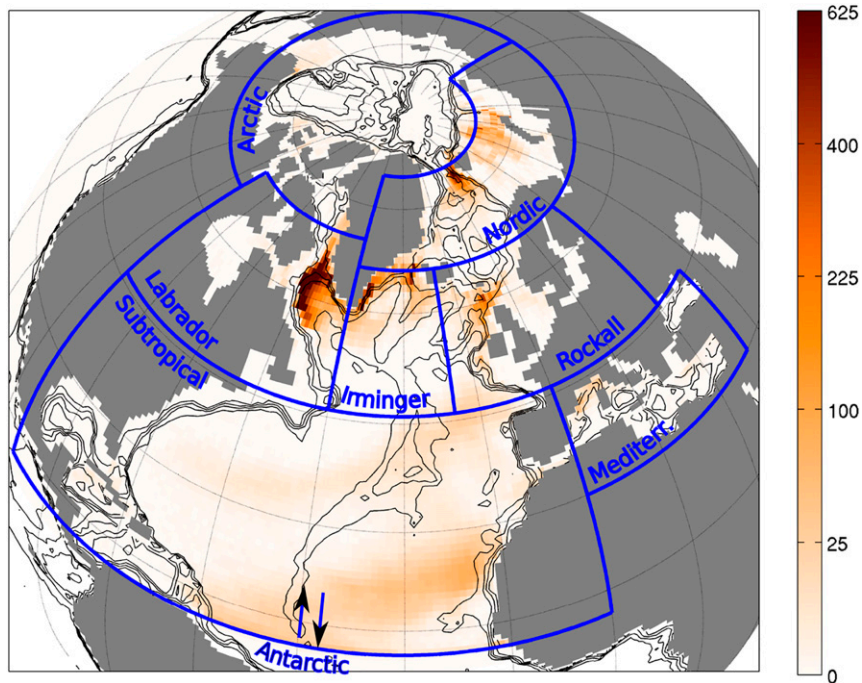 625
400
225
100
25
0
Arctic
Nordic
Labrador
Subtropical
Irminger
Rockall
Mediterr.
Antarctic